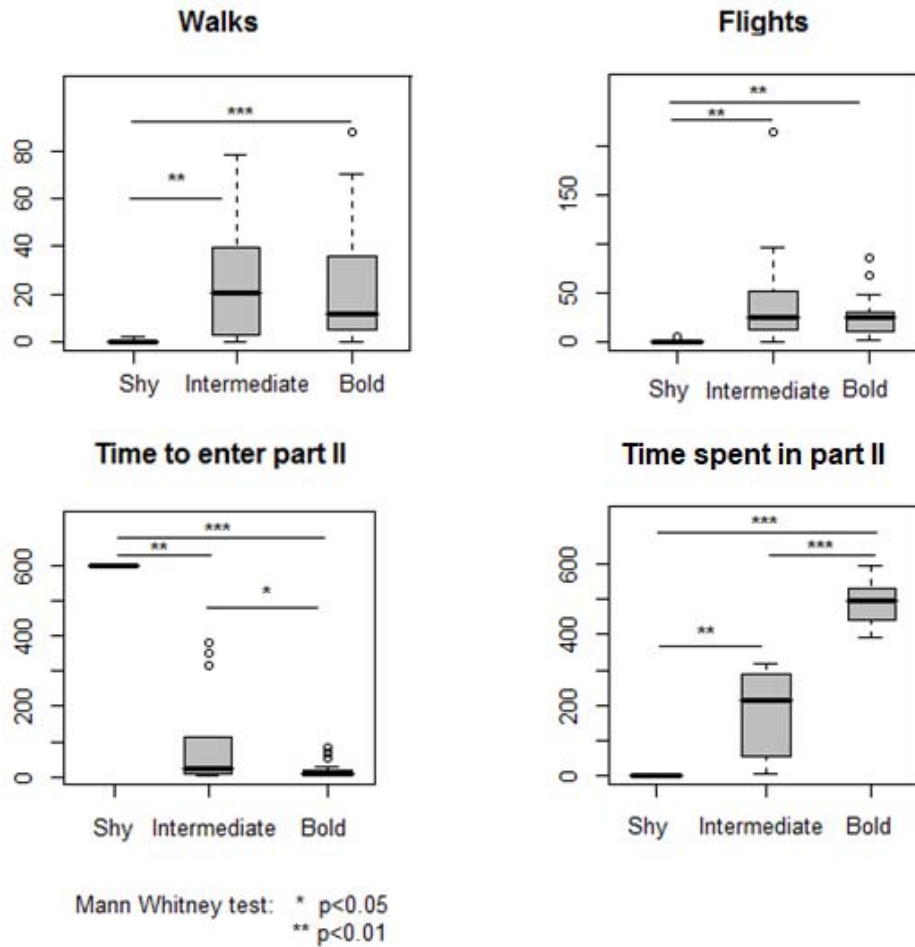 Walks
***
**
80
60
40
20
0
Shy Intermediate Bold
Flights
**
**
150
50
0
Shy Intermediate Bold
Time to enter part II
***
**
*
600
400
200
0
Shy Intermediate Bold
Time spent in part II
***
***
**
600
400
200
0
Shy Intermediate Bold
Mann Whitney test: * p<0.05
** p<0.01